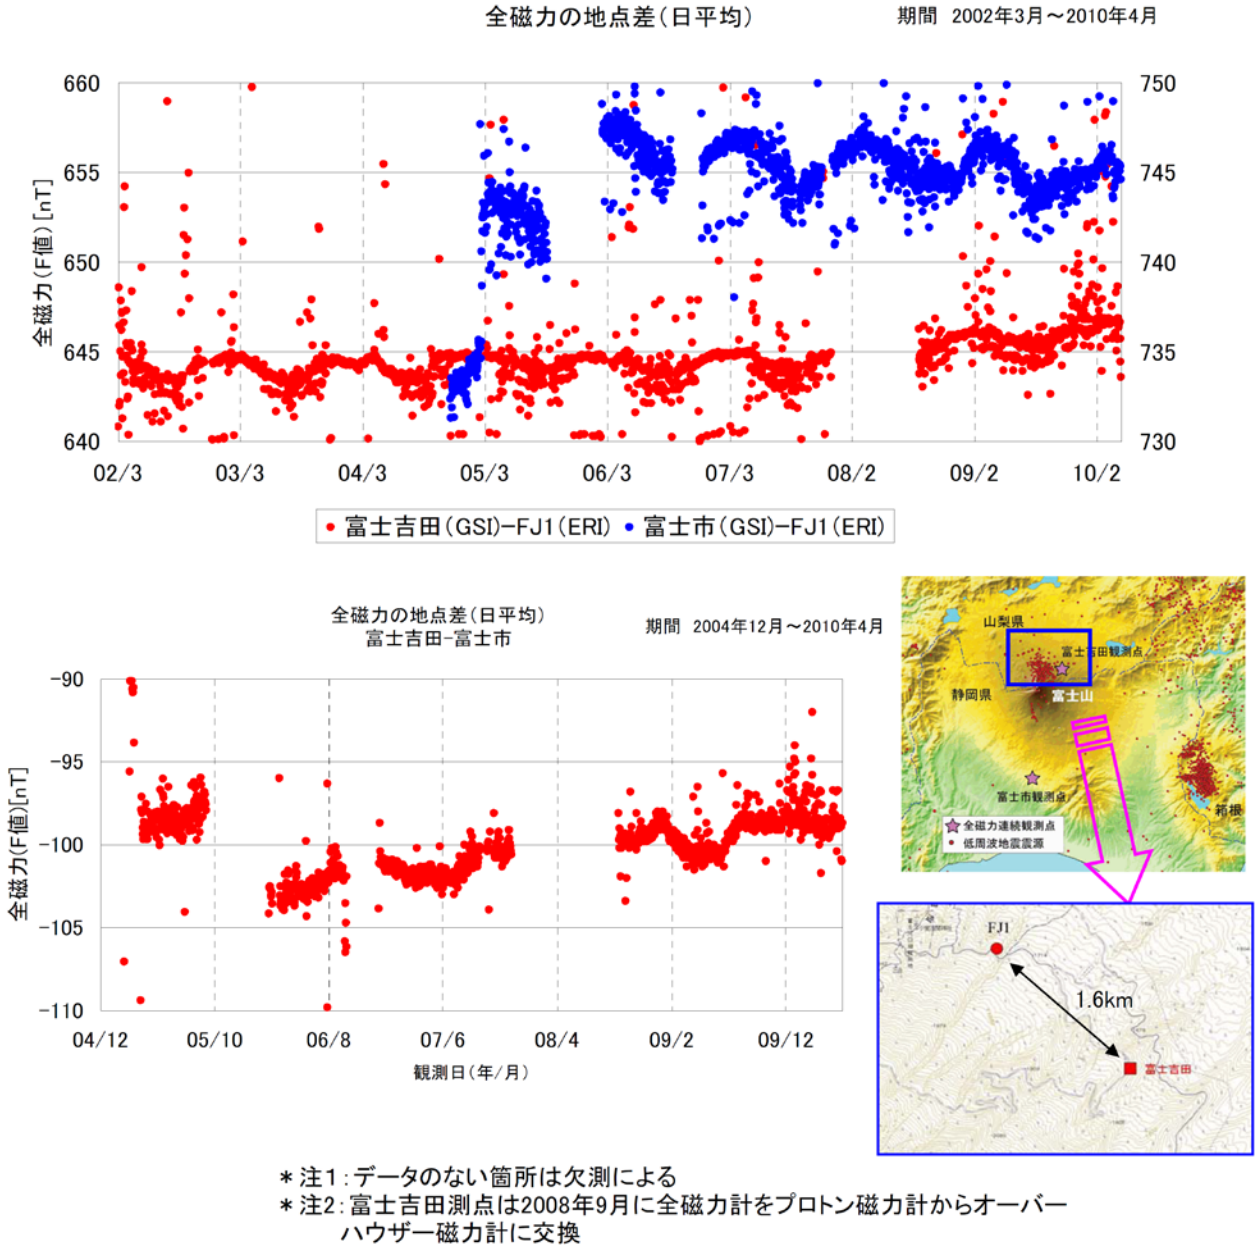 全磁力の地点差(日平均)
期間 2002年3月～2010年4月
全磁力(F値)[nT]
660
655
650
645
640
750
745
740
735
730
02/3
03/3
04/3
05/3
06/3
07/3
08/2
09/2
10/2
富士吉田(GSI)−FJ1(ERI)
富士市(GSI)−FJ1(ERI)
全磁力の地点差(日平均)
富士吉田−富士市
期間 2004年12月～2010年4月
全磁力(F値)[nT]
−90
−95
−100
−105
−110
04/12
05/10
06/8
07/6
08/4
09/2
09/12
観測日(年/月)
山梨県
富士吉田観測点
静岡県
富士山
富士市観測点
箱根
全磁力連続観測点
低周波地震震源
FJ1
1.6km
富士吉田
＊注1:データのない箇所は欠測による
＊注2:富士吉田測点は2008年9月に全磁力計をプロトン磁力計からオーバー
ハウザー磁力計に交換